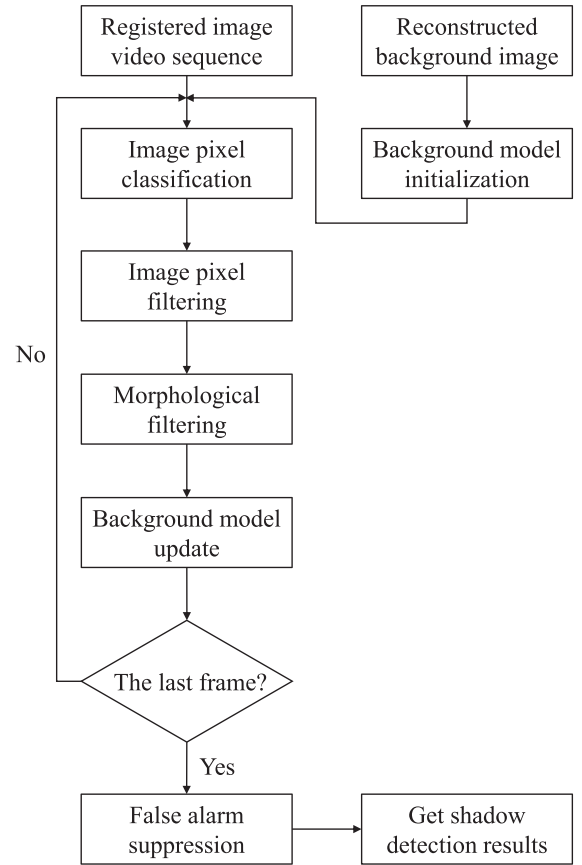 Registered image
video sequence
Reconstructed
background image
Image pixel
classification
Background model
initialization
Image pixel
filtering
No
Morphological
filtering
Background model
update
The last frame?
Yes
False alarm
suppression
Get shadow
detection results